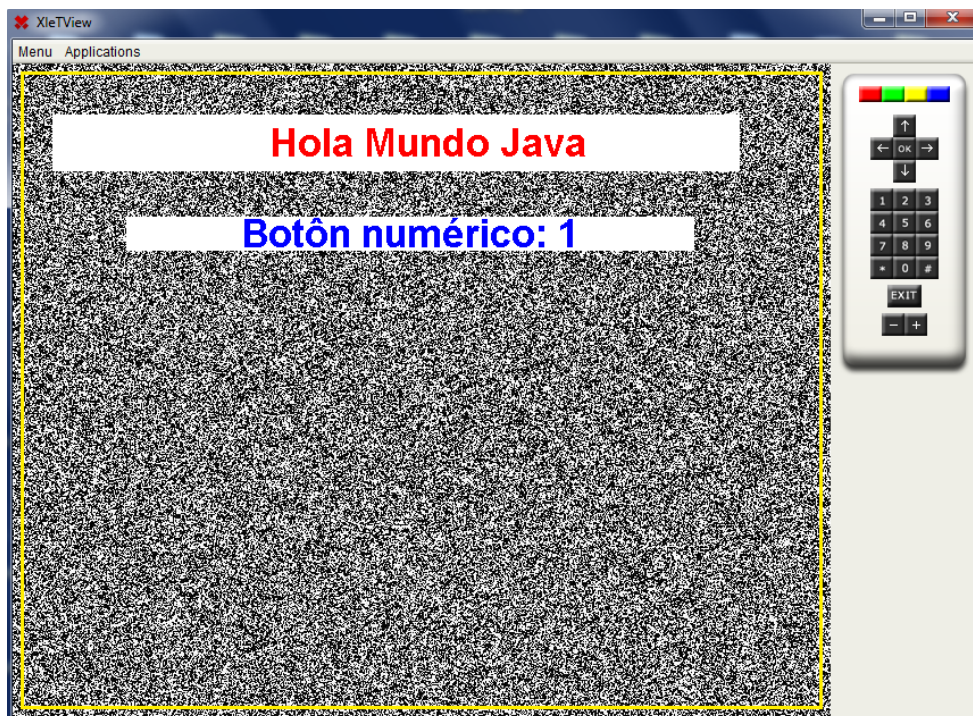 XleTView
Menu Applications
Hola Mundo Java
Botôn numérico: 1
↑
← OK →
↓
1 2 3
4 5 6
7 8 9
* 0 #
EXIT
− +